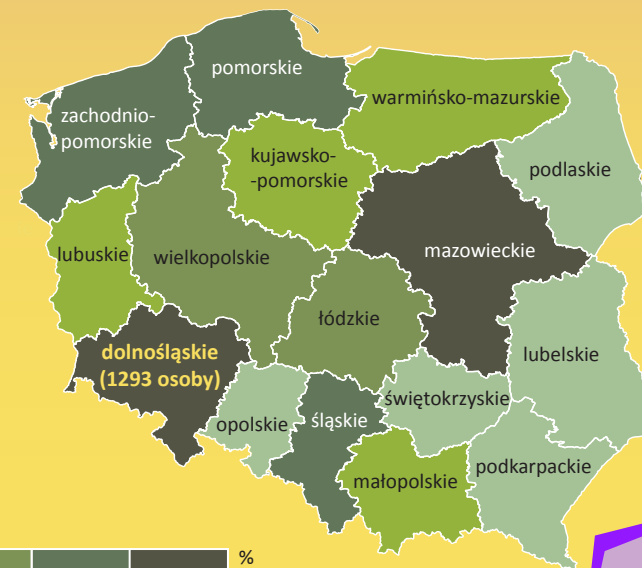 pomorskie
warmińsko-mazurskie
zachodnio-
pomorskie
kujawsko-
-pomorskie
podlaskie
lubuskie
wielkopolskie
mazowieckie
łódzkie
dolnośląskie
(1293 osoby)
lubelskie
opolskie
śląskie
świętokrzyskie
małopolskie
podkarpackie
%